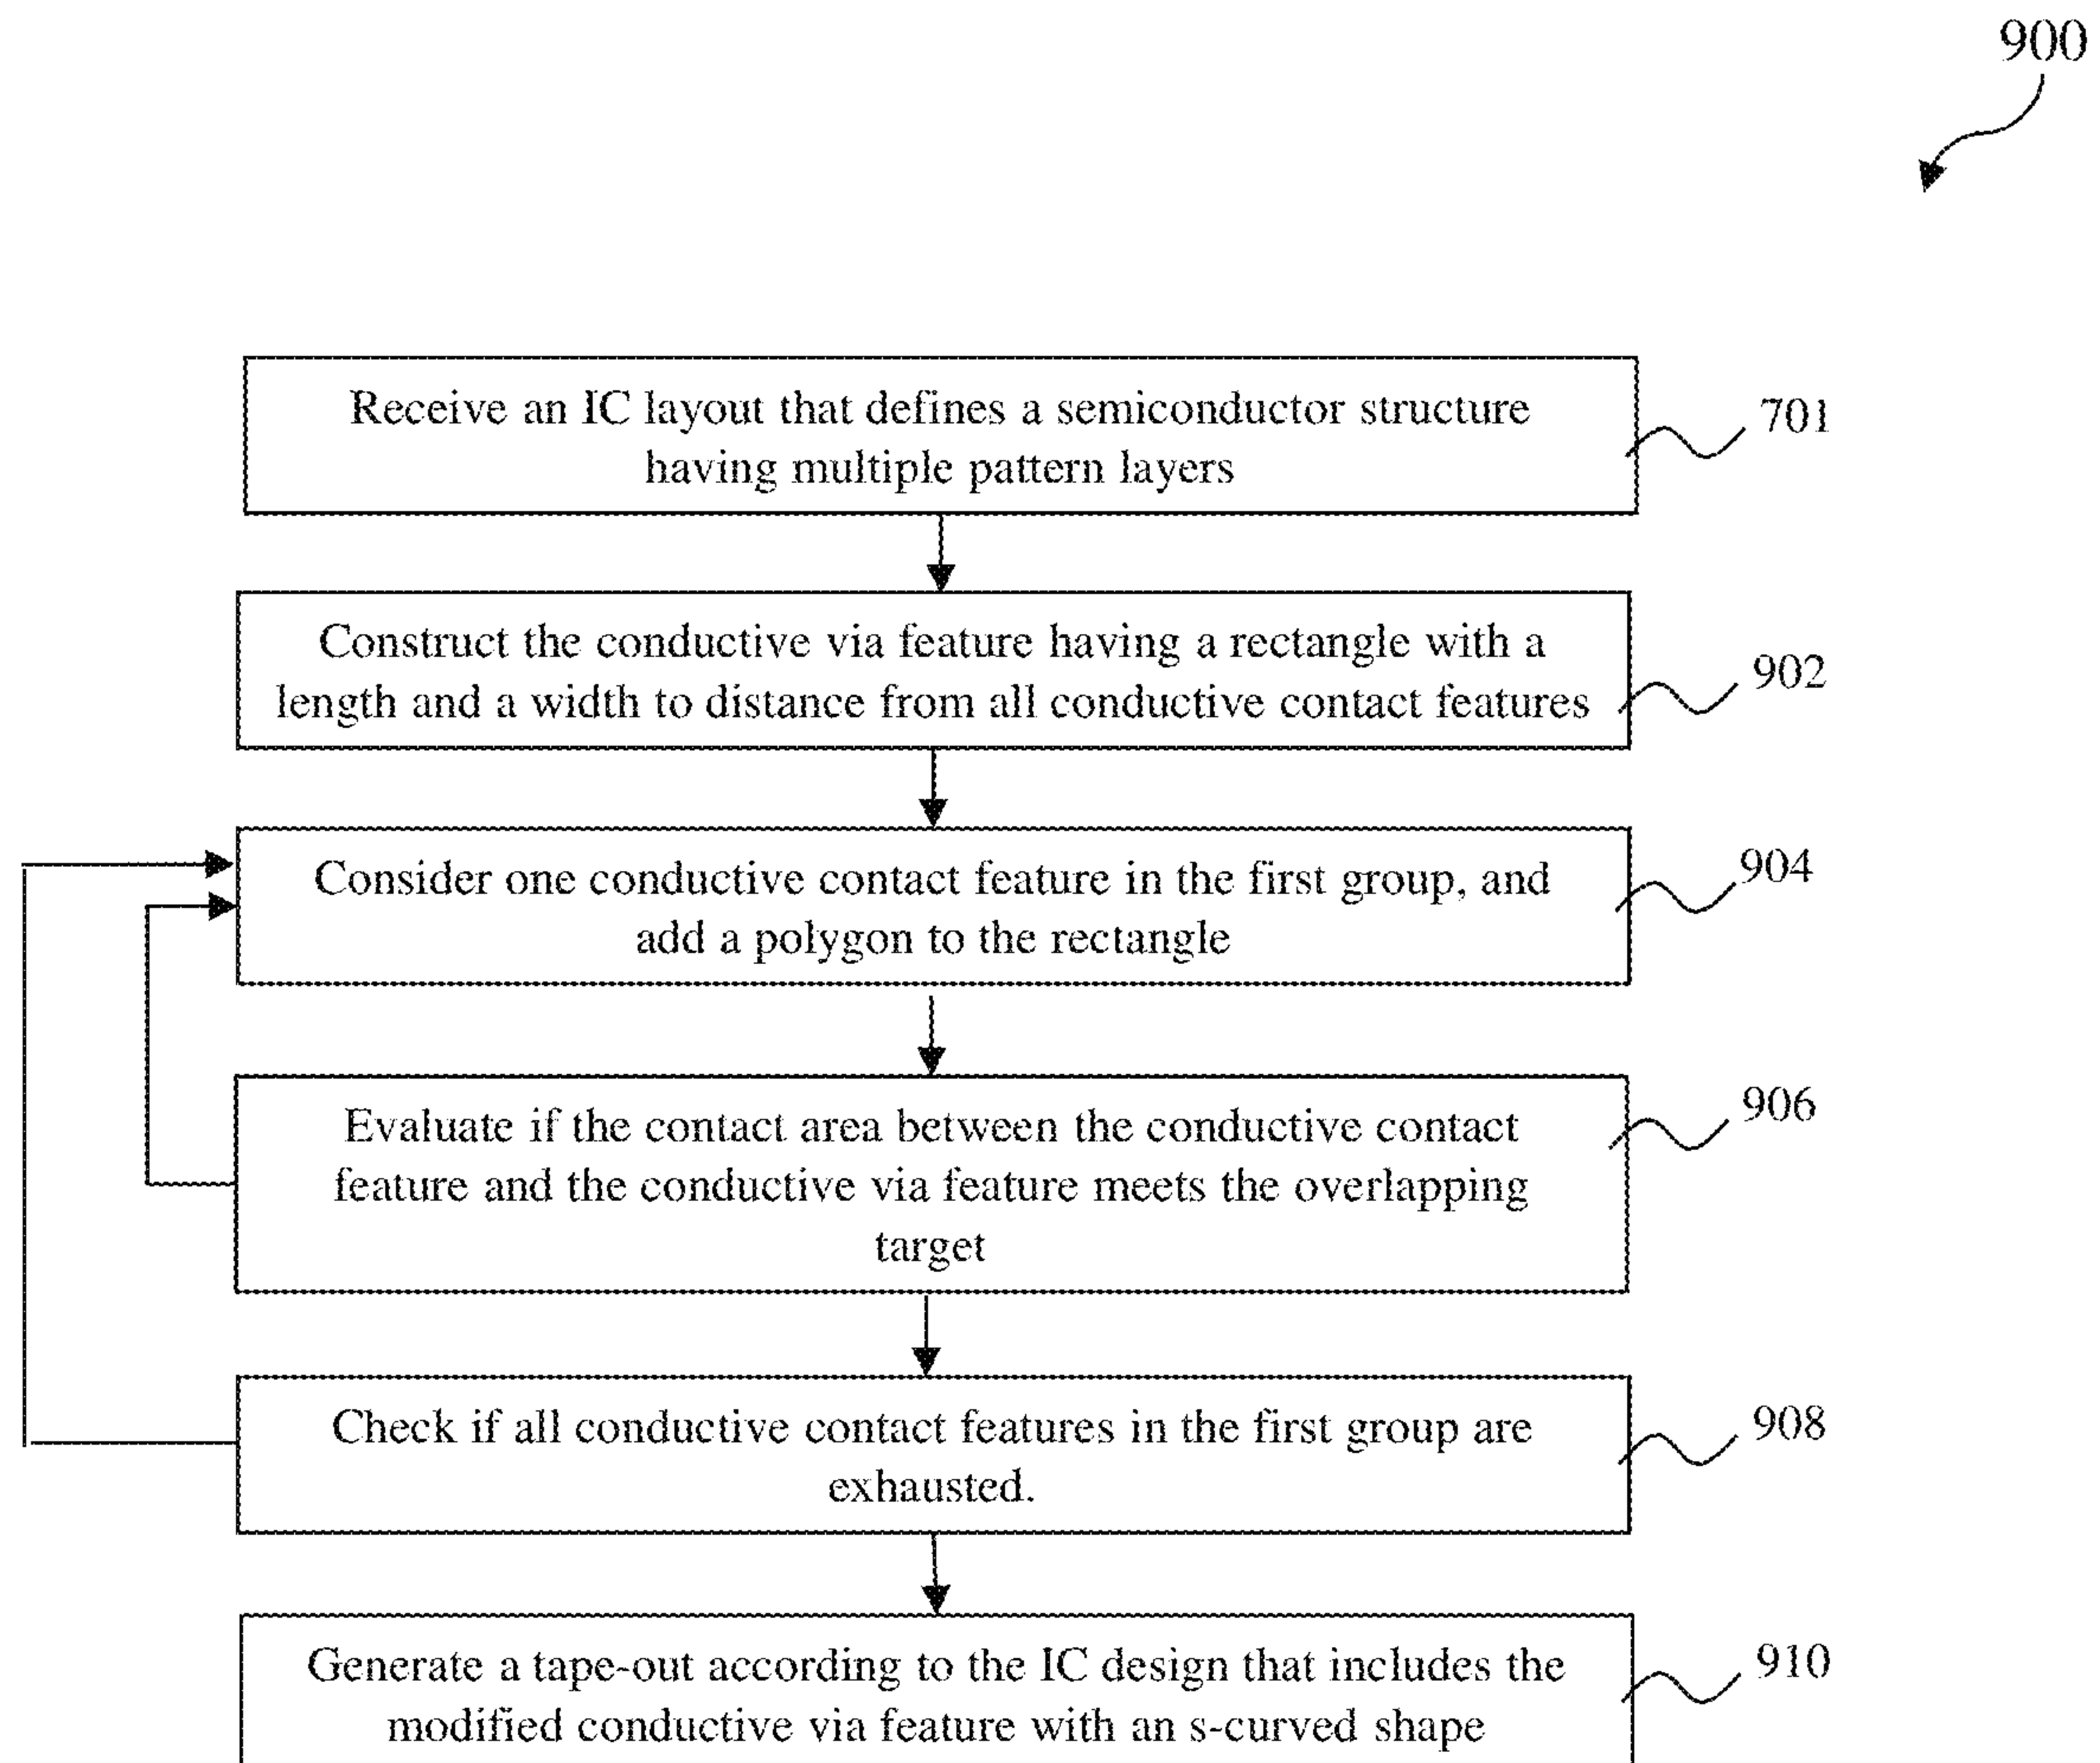 900
Receive an IC layout that defines a semiconductor structure
having multiple pattern layers
701
Construct the conductive via feature having a rectangle with a
length and a width to distance from all conductive contact features
902
Consider one conductive contact feature in the first group, and
add a polygon to the rectangle
904
Evaluate if the contact area between the conductive contact
feature and the conductive via feature meets the overlapping
target
906
Check if all conductive contact features in the first group are
exhausted.
908
Generate a tape-out according to the IC design that includes the
modified conductive via feature with an s-curved shape
910